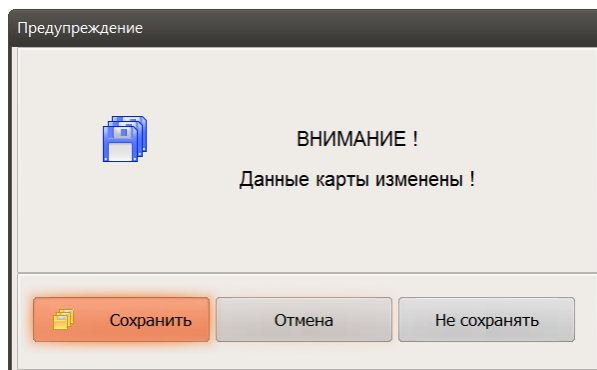 Предупреждение
ВНИМАНИЕ !
Данные карты изменены !
Сохранить
Отмена
Не сохранять